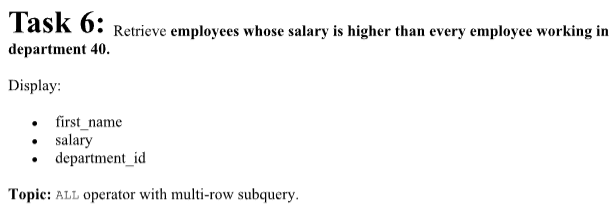 Task 6: Retrieve employees whose salary is higher than every employee working in
department 40.
Display:
• first_name
• salary
• department_id
Topic: ALL operator with multi-row subquery.